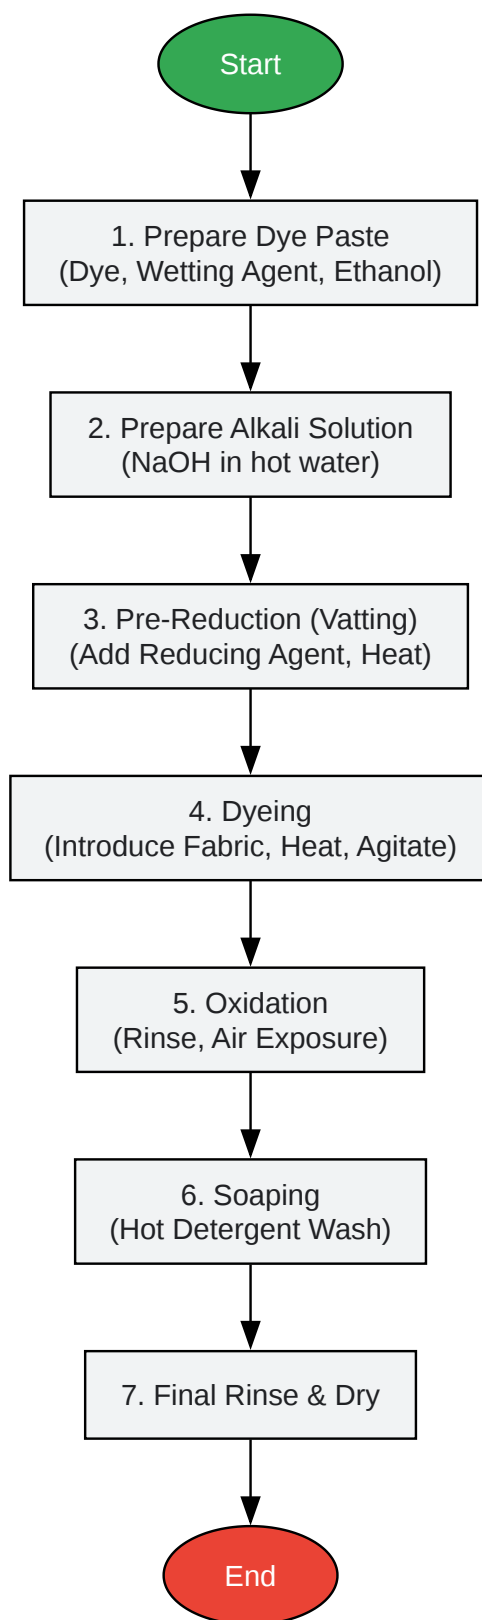 Start
1. Prepare Dye Paste
(Dye, Wetting Agent, Ethanol)
2. Prepare Alkali Solution
(NaOH in hot water)
3. Pre-Reduction (Vatting)
(Add Reducing Agent, Heat)
4. Dyeing
(Introduce Fabric, Heat, Agitate)
5. Oxidation
(Rinse, Air Exposure)
6. Soaping
(Hot Detergent Wash)
7. Final Rinse & Dry
End